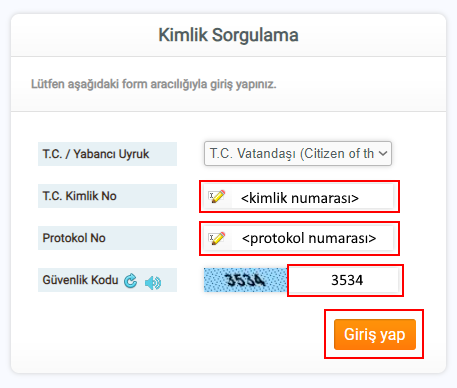 Kimlik Sorgulama
Lütfen aşağıdaki form aracılığıyla giriş yapınız.
T.C. / Yabancı Uyruk
T.C. Vatandaşı (Citizen of th
T.C. Kimlik No
<kimlik numarası>
Protokol No
<protokol numarası>
Güvenlik Kodu
3534
3534
Giriş yap